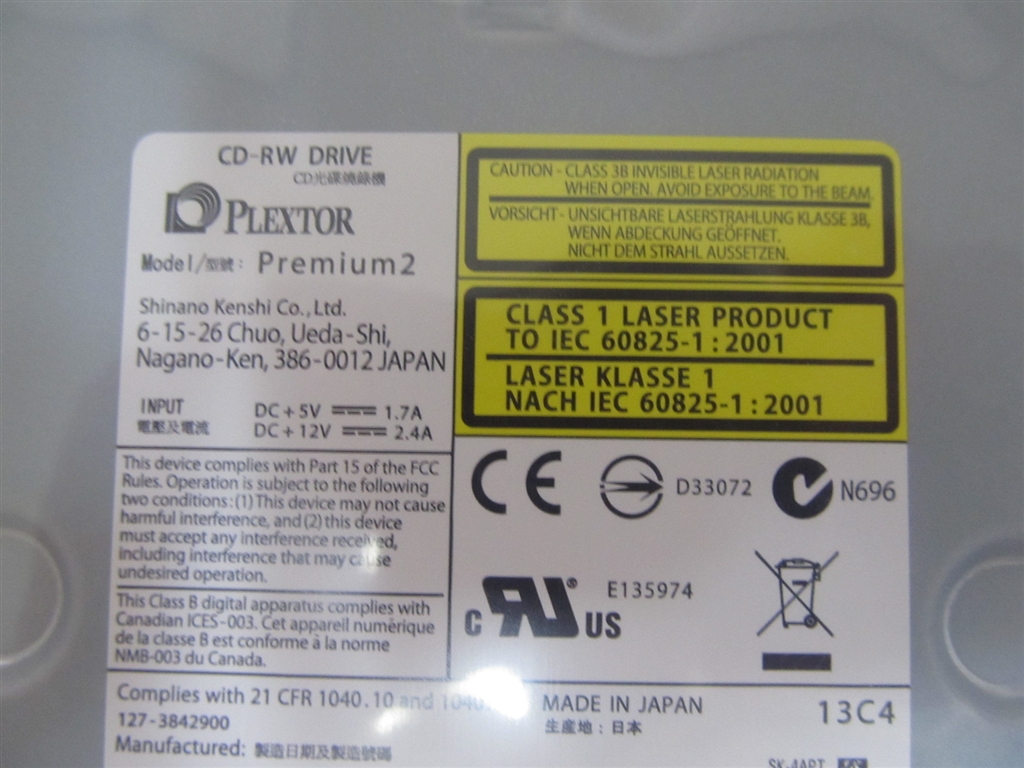 CD-RW DRIVE
CD光碟燒錄機
PLEXTOR
Model/型號: Premium2
Shinano Kenshi Co., Ltd.
6-15-26 Chuo, Ueda-Shi,
Nagano-Ken, 386-0012 JAPAN
INPUT DC+5V 1.7A
電壓及電流 DC+12V 2.4A
This device complies with Part 15 of the FCC
Rules. Operation is subject to the following
two conditions: (1) This device may not cause
harmful interference, and (2) this device
must accept any interference received,
including interference that may cause
undesired operation.
This Class B digital apparatus complies with
Canadian ICES-003. Cet appareil numérique
de la classe B est conforme à la norme
NMB-003 du Canada.
CAUTION - CLASS 3B INVISIBLE LASER RADIATION
WHEN OPEN. AVOID EXPOSURE TO THE BEAM.
VORSICHT - UNSICHTBARE LASERSTRAHLUNG KLASSE 3B,
WENN ABDECKUNG GEÖFFNET.
NICHT DEM STRAHL AUSSETZEN.
CLASS 1 LASER PRODUCT
TO IEC 60825-1 : 2001
LASER KLASSE 1
NACH IEC 60825-1 : 2001
CE D33072 N696
c RU US E135974
Complies with 21 CFR 1040.10 and 1040.
127-3842900
Manufactured: 製造日期及製造號碼
MADE IN JAPAN
生産地: 日本
13C4
SK-4APT